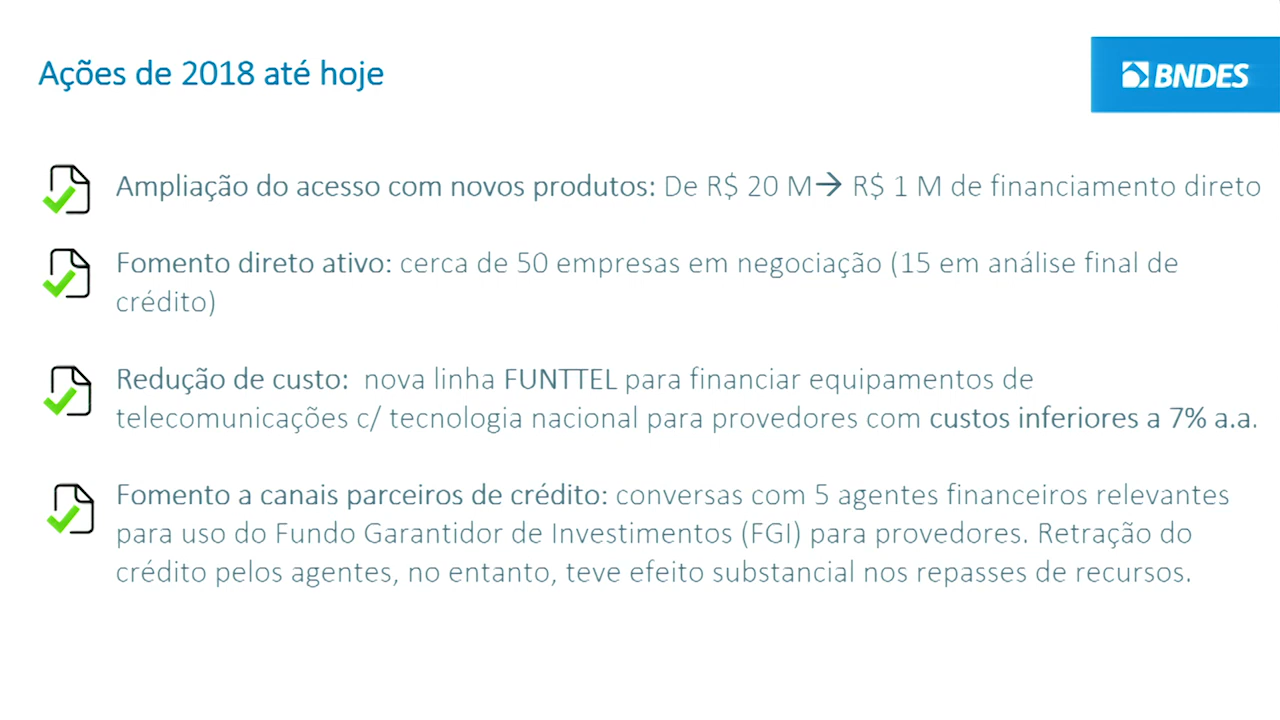 Ações de 2018 até hoje
BNDES
Ampliação do acesso com novos produtos: De R$ 20 M→ R$ 1 M de financiamento direto
Fomento direto ativo: cerca de 50 empresas em negociação (15 em análise final de
crédito)
Redução de custo: nova linha FUNTTEL para financiar equipamentos de
telecomunicações c/ tecnologia nacional para provedores com custos inferiores a 7% a.a.
Fomento a canais parceiros de crédito: conversas com 5 agentes financeiros relevantes
para uso do Fundo Garantidor de Investimentos (FGI) para provedores. Retração do
crédito pelos agentes, no entanto, teve efeito substancial nos repasses de recursos.